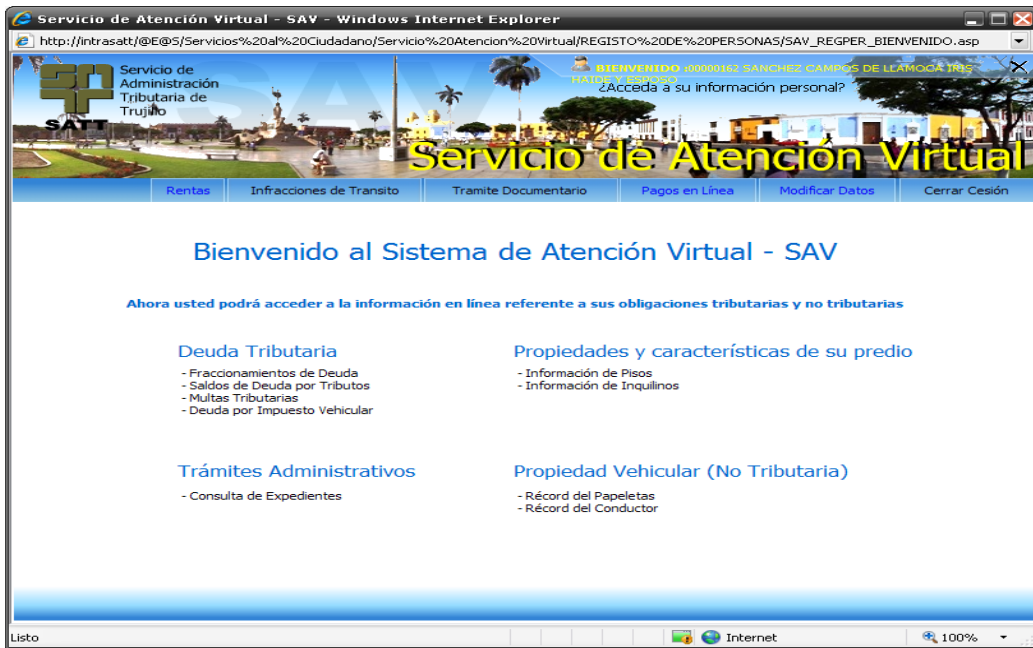 Servicio de Atención Virtual - SAV - Windows Internet Explorer
http://intrasatt/@E@S/Servicios%20al%20Ciudadano/Servicio%20Atencion%20Virtual/REGISTO%20DE%20PERSONAS/SAV_REGPER_BIENVENIDO.asp
Servicio de
Administración
Tributaria de
Trujillo
SATT
SAV
BIENVENIDO :00000162 SANCHEZ CAMPOS DE LLAMOCA IRIS
HAIDE Y ESPOSO
¿Acceda a su información personal?
Servicio de Atención Virtual
Rentas Infracciones de Transito Tramite Documentario Pagos en Línea Modificar Datos Cerrar Cesión
Bienvenido al Sistema de Atención Virtual - SAV
Ahora usted podrá acceder a la información en línea referente a sus obligaciones tributarias y no tributarias
Deuda Tributaria
- Fraccionamientos de Deuda
- Saldos de Deuda por Tributos
- Multas Tributarias
- Deuda por Impuesto Vehicular
Propiedades y características de su predio
- Información de Pisos
- Información de Inquilinos
Trámites Administrativos
- Consulta de Expedientes
Propiedad Vehicular (No Tributaria)
- Récord del Papeletas
- Récord del Conductor
Listo
Internet
100%